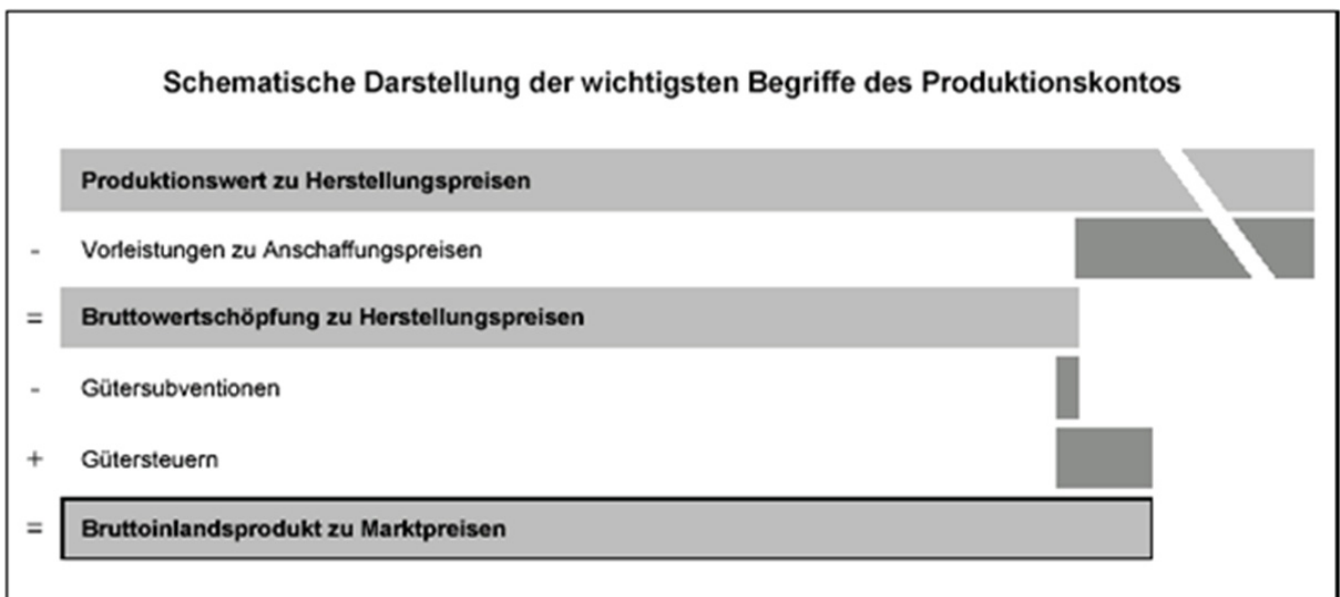 Schematische Darstellung der wichtigsten Begriffe des Produktionskontos
Produktionswert zu Herstellungspreisen
- Vorleistungen zu Anschaffungspreisen
= Bruttowertschöpfung zu Herstellungspreisen
- Gütersubventionen
+ Gütersteuern
= Bruttoinlandsprodukt zu Marktpreisen